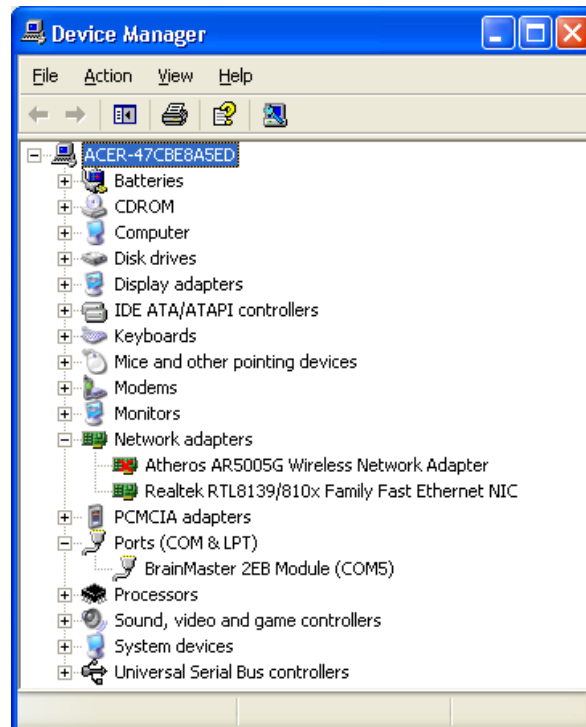 Device Manager
File Action View Help
ACER-47CBE8A5ED
Batteries
CDROM
Computer
Disk drives
Display adapters
IDE ATA/ATAPI controllers
Keyboards
Mice and other pointing devices
Modems
Monitors
Network adapters
Atheros AR5005G Wireless Network Adapter
Realtek RTL8139/810x Family Fast Ethernet NIC
PCMCIA adapters
Ports (COM & LPT)
BrainMaster 2EB Module (COM5)
Processors
Sound, video and game controllers
System devices
Universal Serial Bus controllers